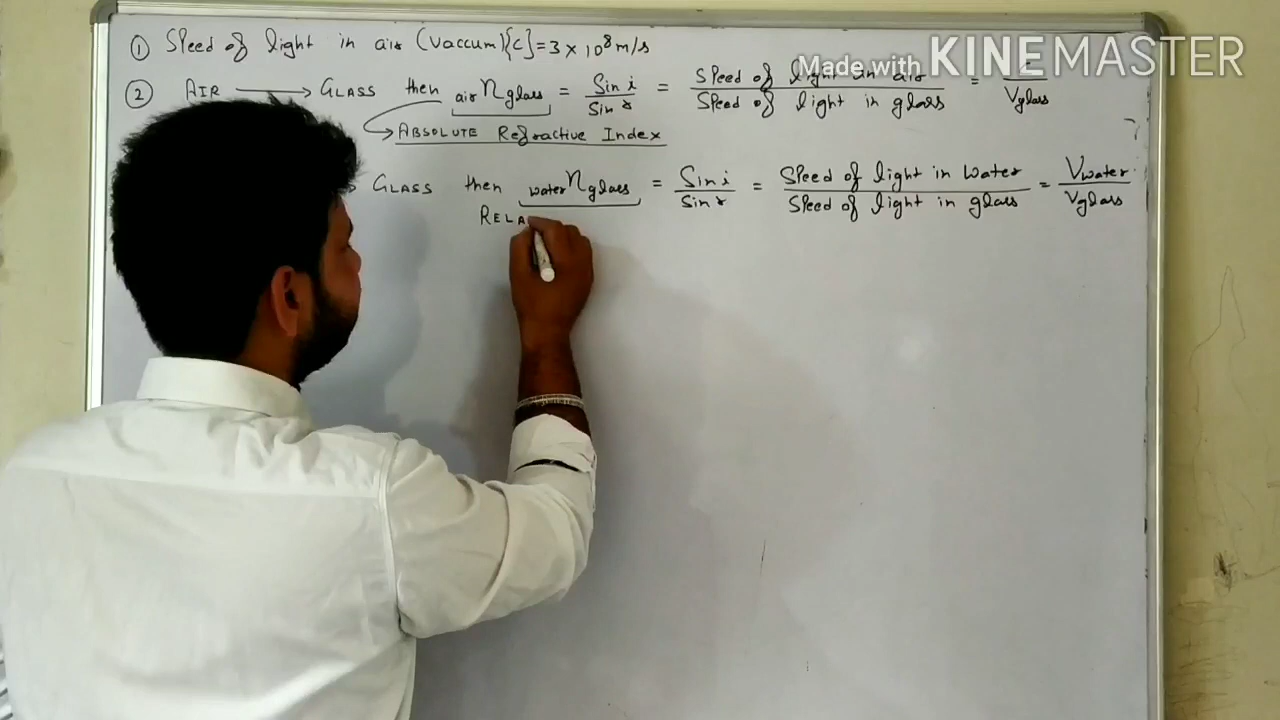 Made with KINEMASTER
① Speed of light in air (Vaccum){c} = 3 × 10⁸ m/s
② AIR ⟶ GLASS then air n glass = Sin i / Sin r = Speed of light in air / Speed of light in glass = / Vglass
ABSOLUTE Refractive Index
GLASS then water n glass = Sin i / Sin r = Speed of light in water / Speed of light in glass = Vwater / Vglass
RELA